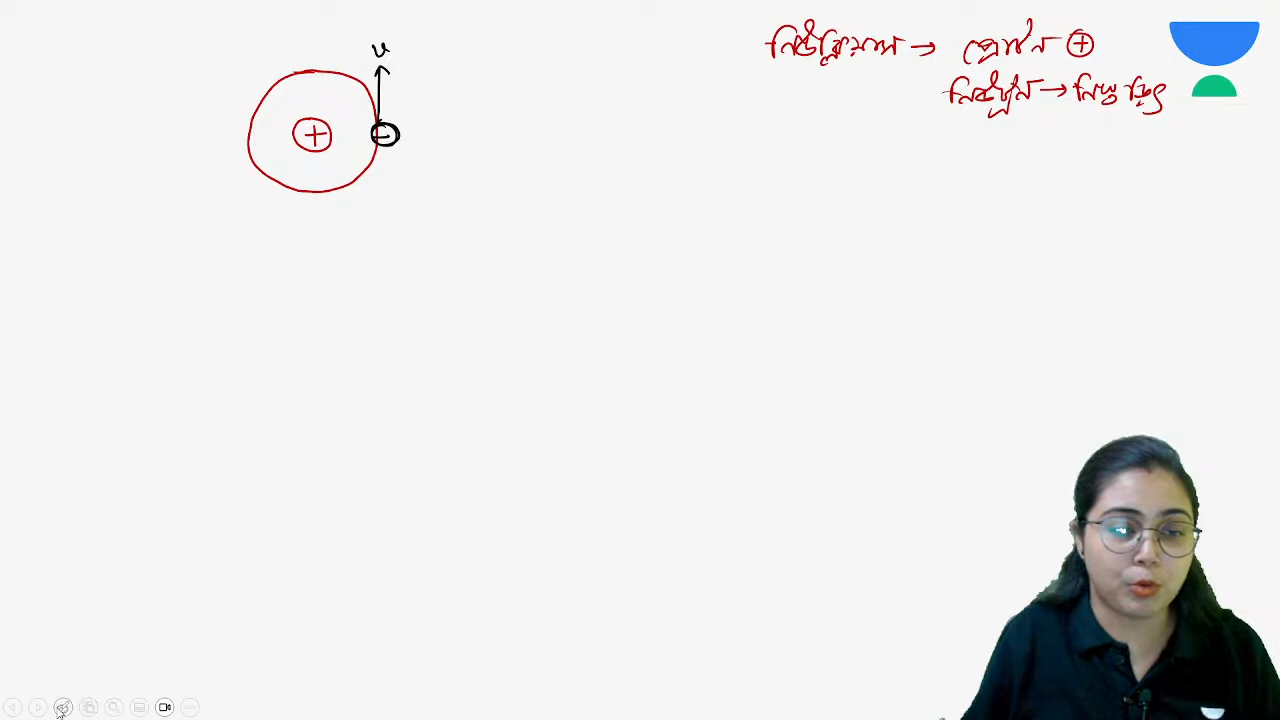 u
+
-
নিউক্লিয়াস → প্রোটন +
নিউট্রন → নিস্তড়িৎ